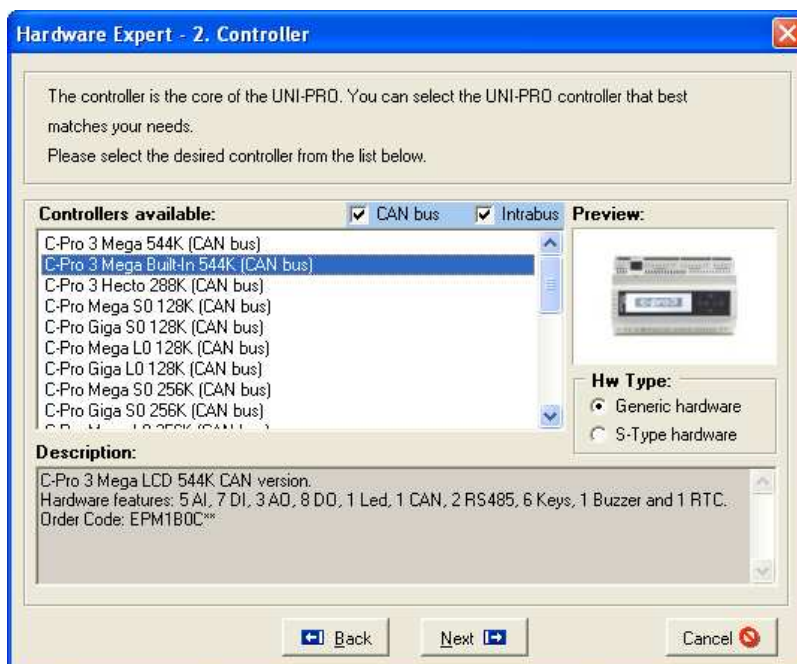 Hardware Expert - 2. Controller
The controller is the core of the UNI-PRO. You can select the UNI-PRO controller that best
matches your needs.
Please select the desired controller from the list below.
Controllers available:
CAN bus
Intrabus
Preview:
C-Pro 3 Mega 544K (CAN bus)
C-Pro 3 Mega Built-In 544K (CAN bus)
C-Pro 3 Hecto 288K (CAN bus)
C-Pro Mega S0 128K (CAN bus)
C-Pro Giga S0 128K (CAN bus)
C-Pro Mega L0 128K (CAN bus)
C-Pro Giga L0 128K (CAN bus)
C-Pro Mega S0 256K (CAN bus)
C-Pro Giga S0 256K (CAN bus)
c-pro3
Hw Type:
Generic hardware
S-Type hardware
Description:
C-Pro 3 Mega LCD 544K CAN version.
Hardware features: 5 AI, 7 DI, 3 AO, 8 DO, 1 Led, 1 CAN, 2 RS485, 6 Keys, 1 Buzzer and 1 RTC.
Order Code: EPM1B0C**
Back
Next
Cancel